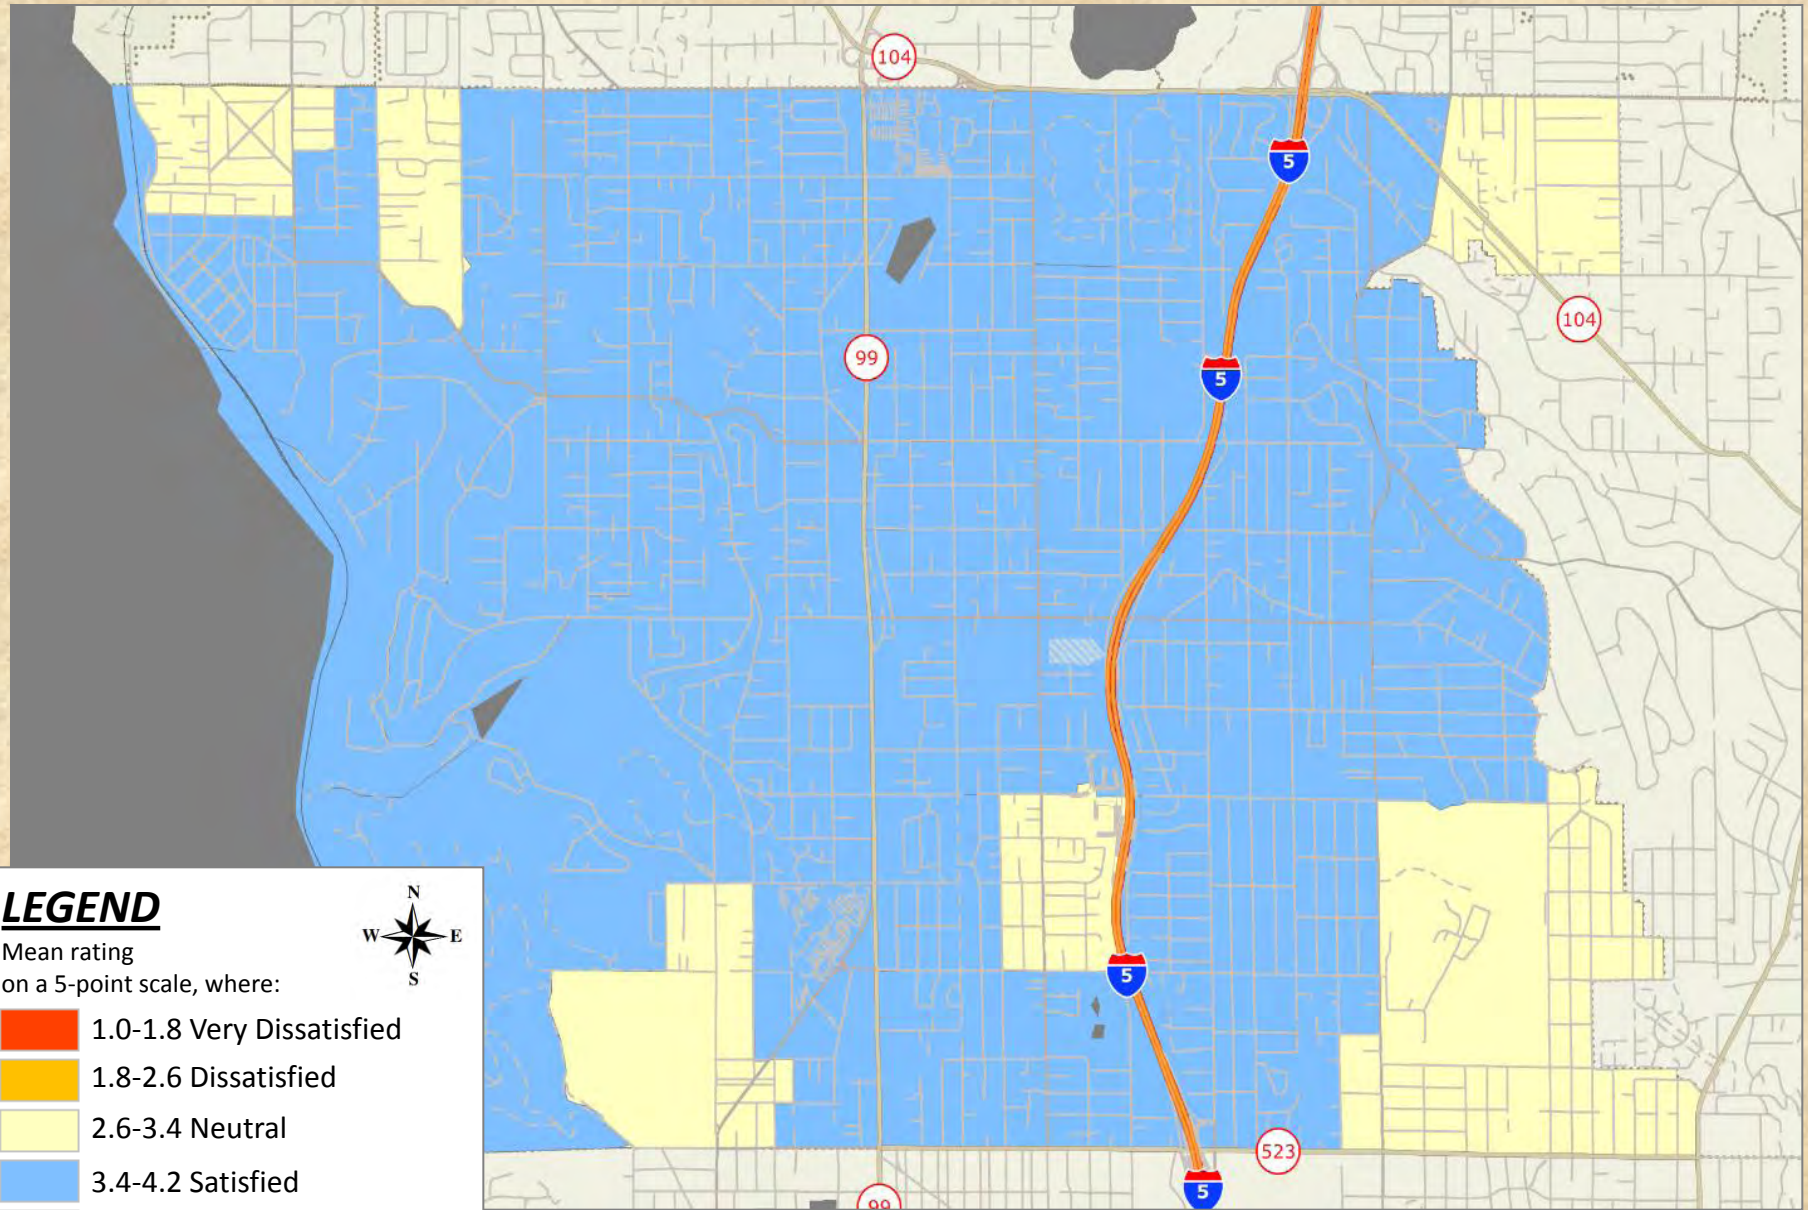 104
5
104
99
5
LEGEND
N
W E
S
Mean rating
on a 5-point scale, where:
1.0-1.8 Very Dissatisfied
1.8-2.6 Dissatisfied
2.6-3.4 Neutral
3.4-4.2 Satisfied
5
523
5
99